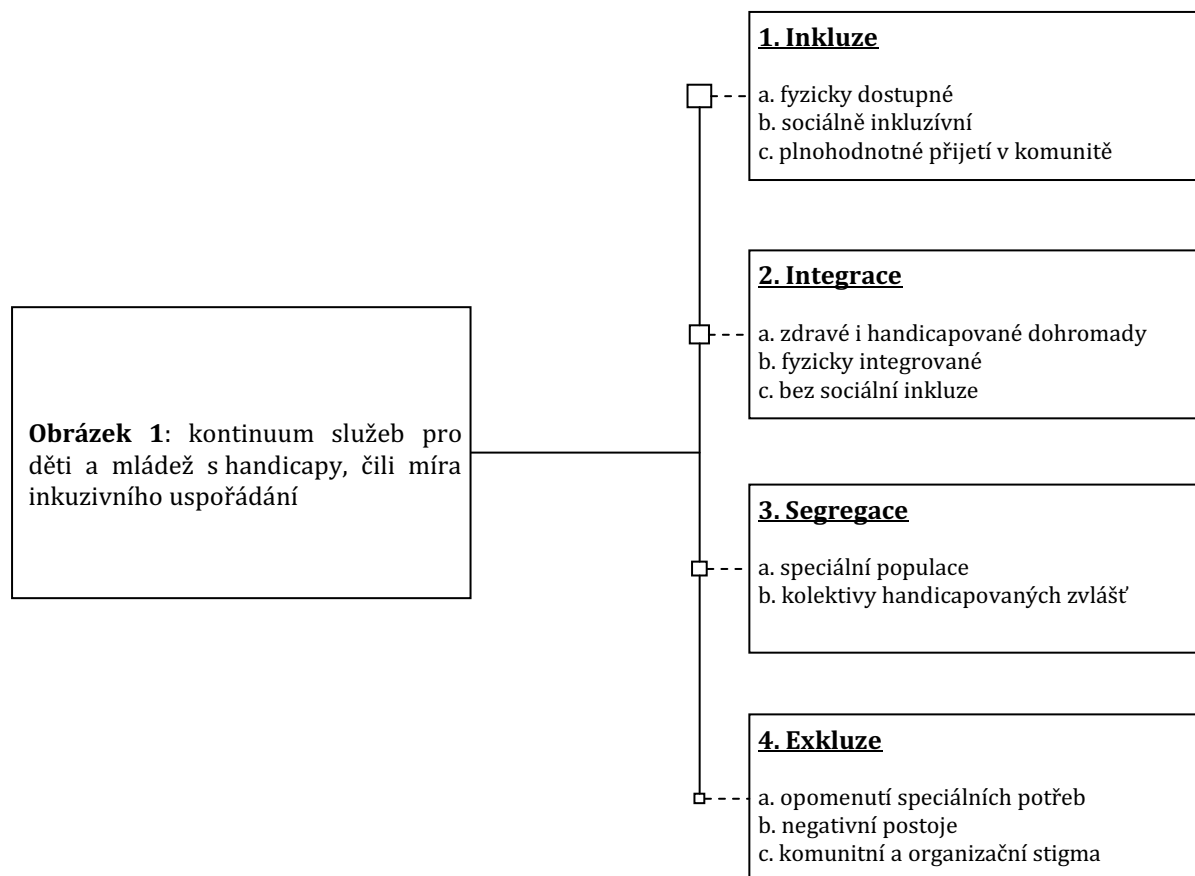 1. Inkluze
a. fyzicky dostupné
b. sociálně inkluzívní
c. plnohodnotné přijetí v komunitě
2. Integrace
a. zdravé i handicapované dohromady
b. fyzicky integrované
c. bez sociální inkluze
Obrázek 1: kontinuum služeb pro
děti a mládež s handicapy, čili míra
inkuzivního uspořádání
3. Segregace
a. speciální populace
b. kolektivy handicapovaných zvlášť
4. Exkluze
a. opomenutí speciálních potřeb
b. negativní postoje
c. komunitní a organizační stigma